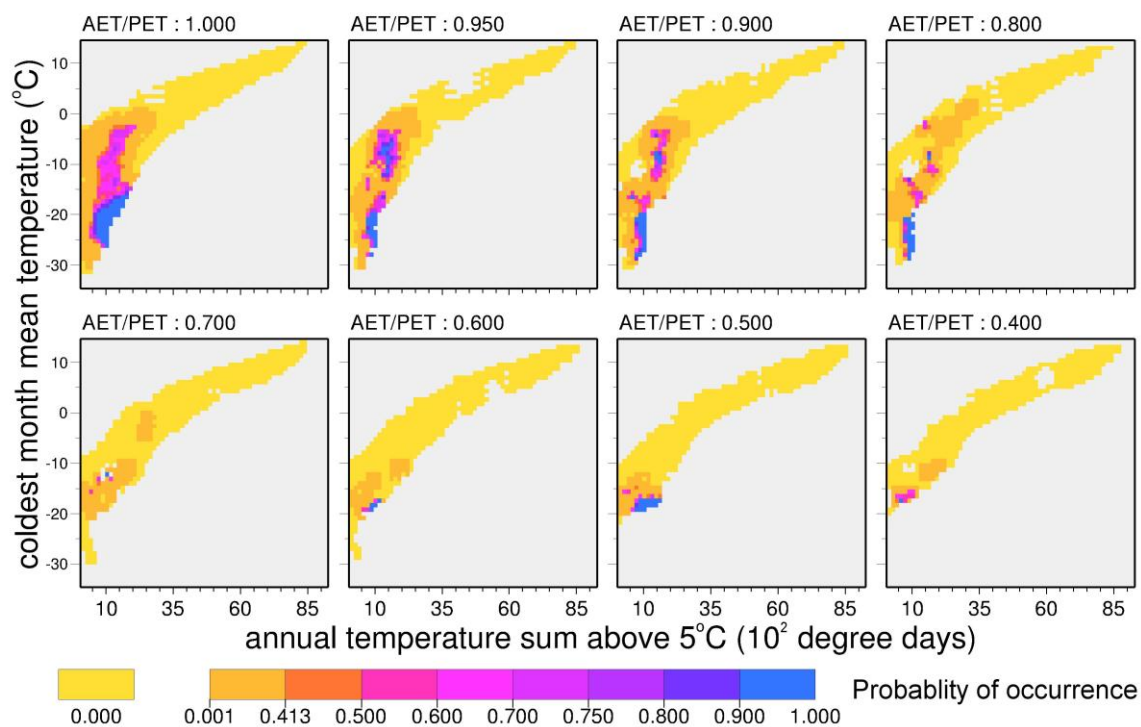 AET/PET : 1.000 AET/PET : 0.950 AET/PET : 0.900 AET/PET : 0.800
10
0
-10
-20
-30
AET/PET : 0.700 AET/PET : 0.600 AET/PET : 0.500 AET/PET : 0.400
10
0
-10
-20
-30
coldest month mean temperature (°C)
10 35 60 85 10 35 60 85 10 35 60 85 10 35 60 85
annual temperature sum above 5°C (10² degree days)
0.000 0.001 0.413 0.500 0.600 0.700 0.750 0.800 0.900 1.000
Probablity of occurrence